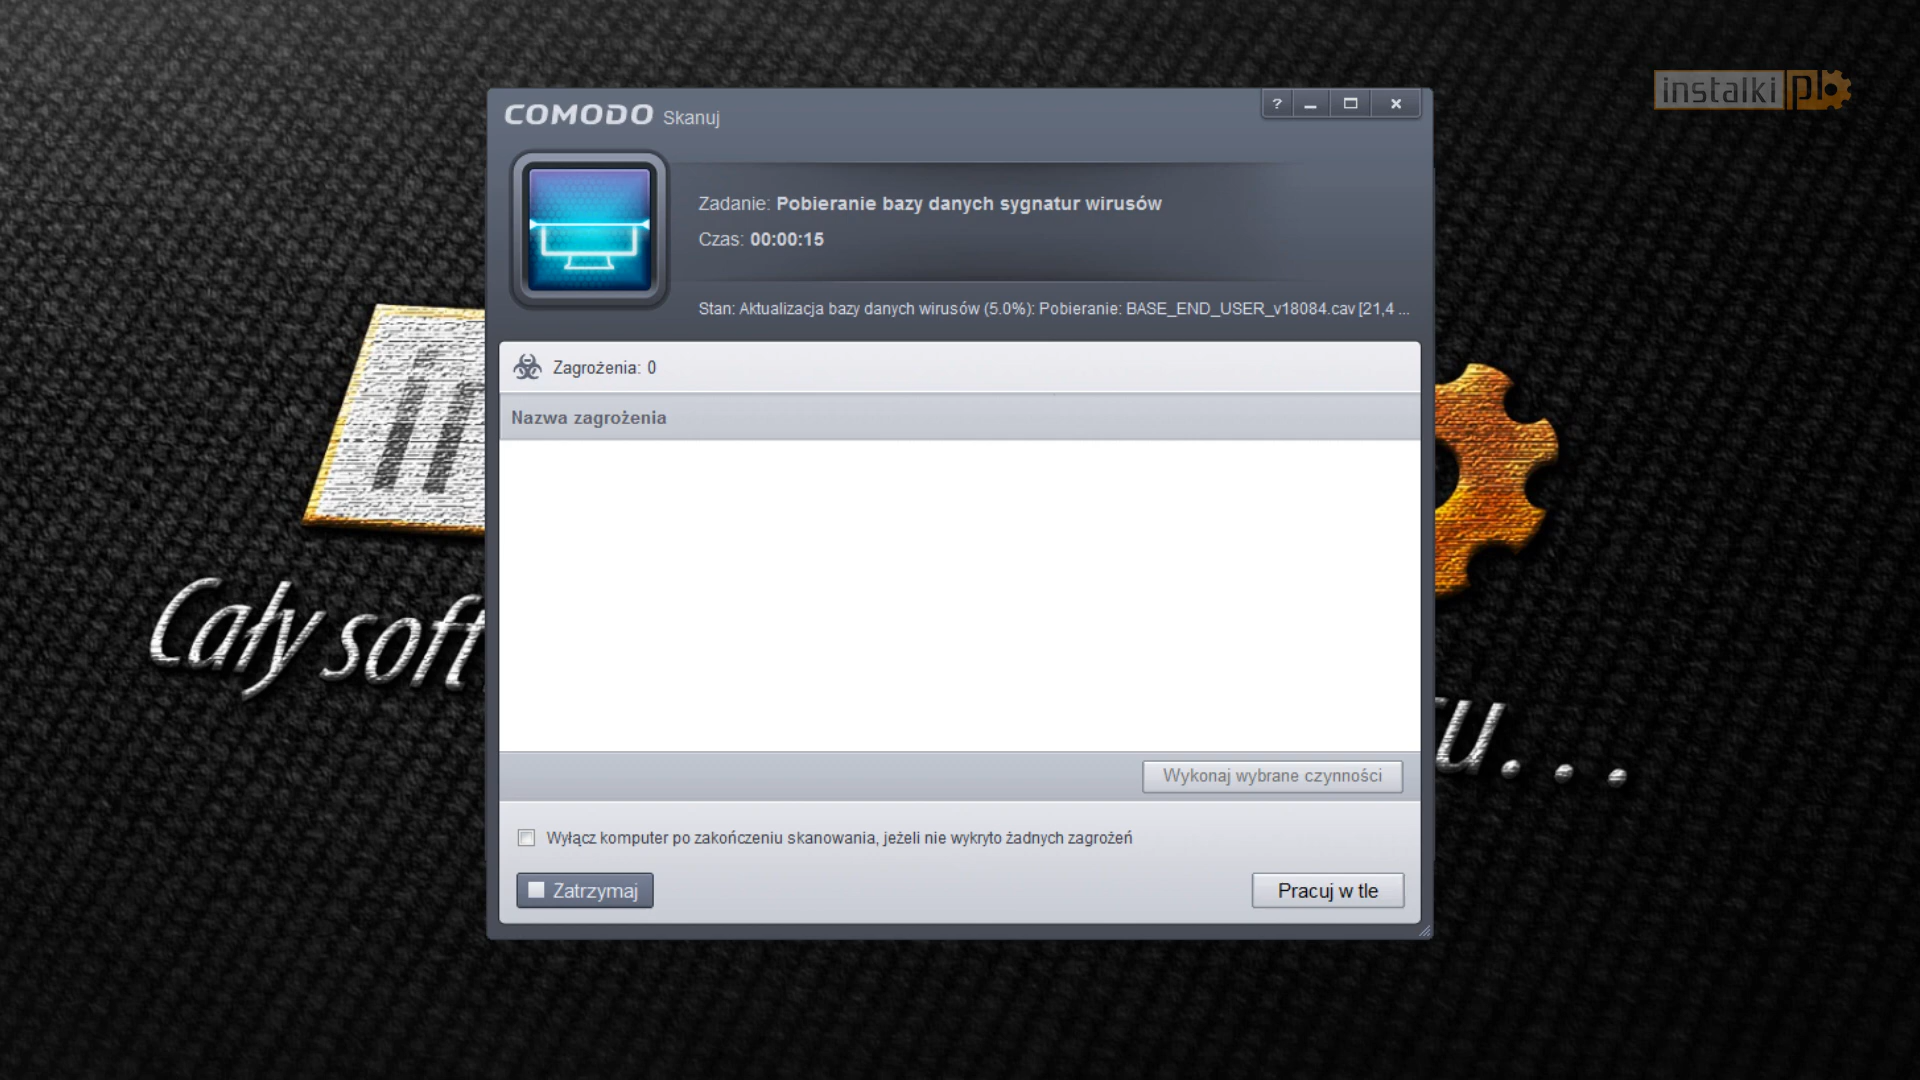 instalki pl
COMODO Skanuj
?
Zadanie: Pobieranie bazy danych sygnatur wirusów
Czas: 00:00:15
Stan: Aktualizacja bazy danych wirusów (5.0%): Pobieranie: BASE_END_USER_v18084.cav [21,4 ...
Zagrożenia: 0
Nazwa zagrożenia
Cały soft
u...
Wykonaj wybrane czynności
Wyłącz komputer po zakończeniu skanowania, jeżeli nie wykryto żadnych zagrożeń
Zatrzymaj
Pracuj w tle